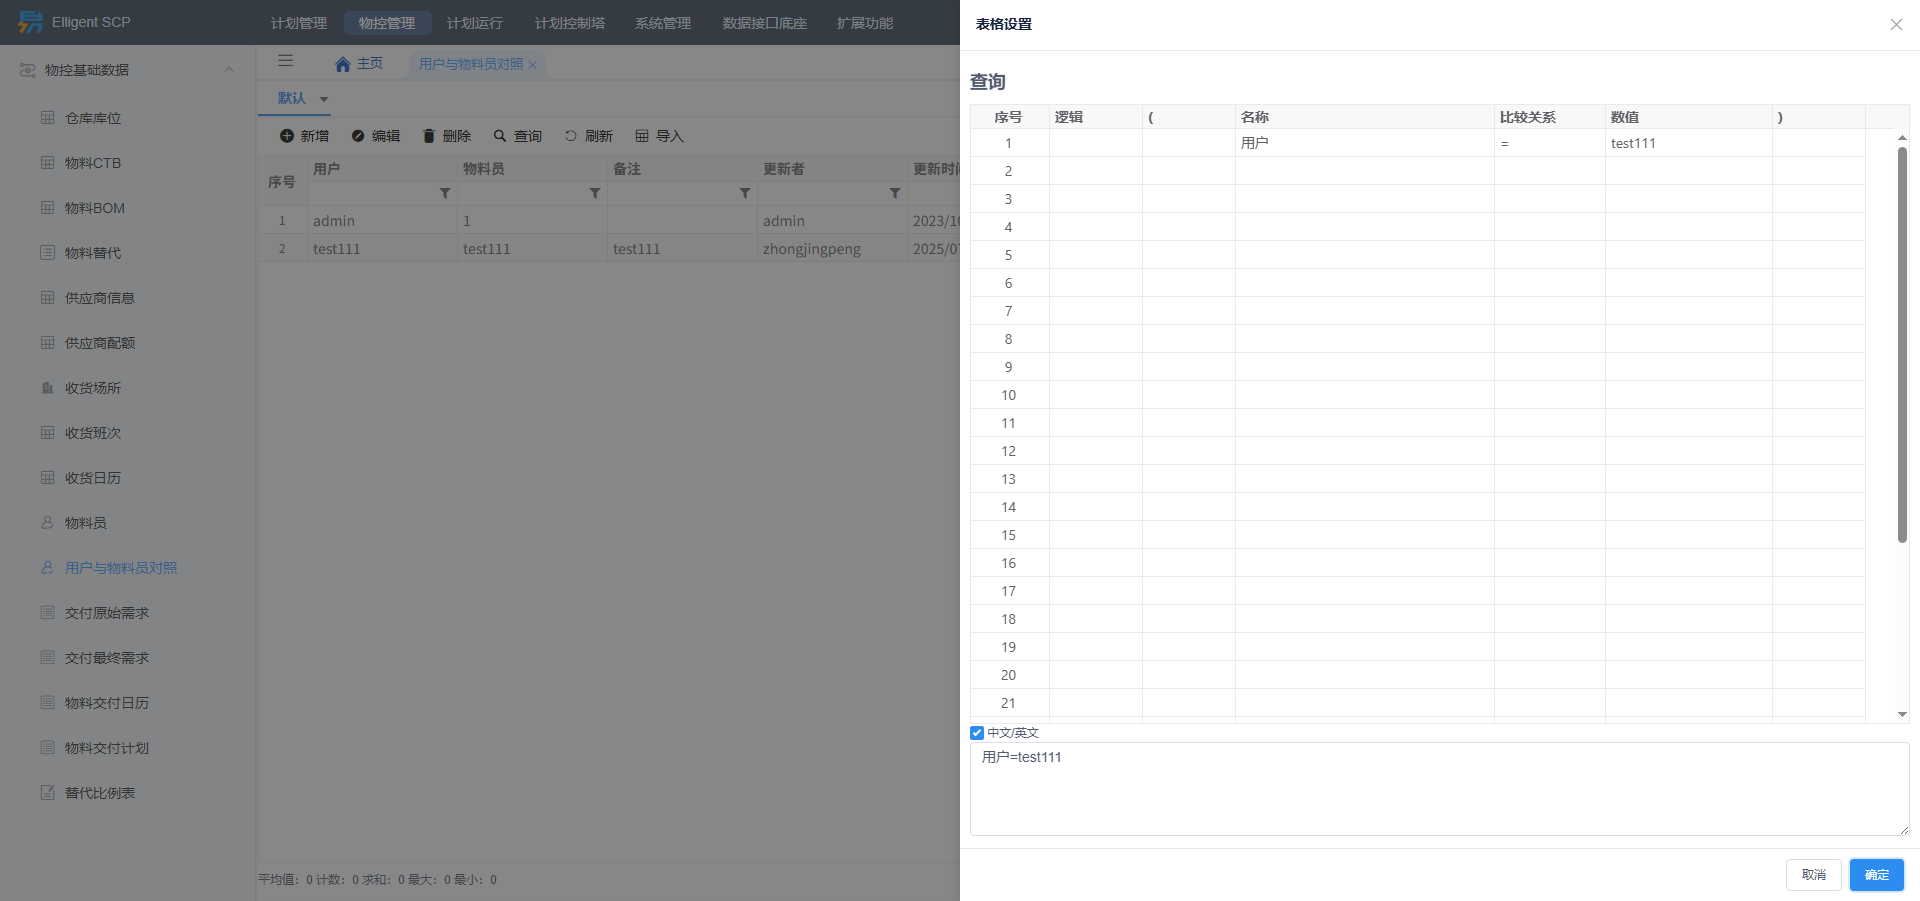 Elligent SCP
计划管理
物控管理
计划运行
计划控制塔
系统管理
数据接口底座
扩展功能
物控基础数据
仓库库位
物料CTB
物料BOM
物料替代
供应商信息
供应商配额
收货场所
收货班次
收货日历
物料员
用户与物料员对照
交付原始需求
交付最终需求
物料交付日历
物料交付计划
替代比例表
主页
用户与物料员对照
默认
新增 编辑 删除 查询 刷新 导入
序号 用户 物料员 备注 更新者 更新时间
1 admin 1 admin 2023/10
2 test111 test111 test111 zhongjingpeng 2025/07
平均值：0 计数：0 求和：0 最大：0 最小：0
表格设置
查询
序号 逻辑 ( 名称 比较关系 数值 )
1 用户 = test111
2
3
4
5
6
7
8
9
10
11
12
13
14
15
16
17
18
19
20
21
中文/英文
用户=test111
取消
确定